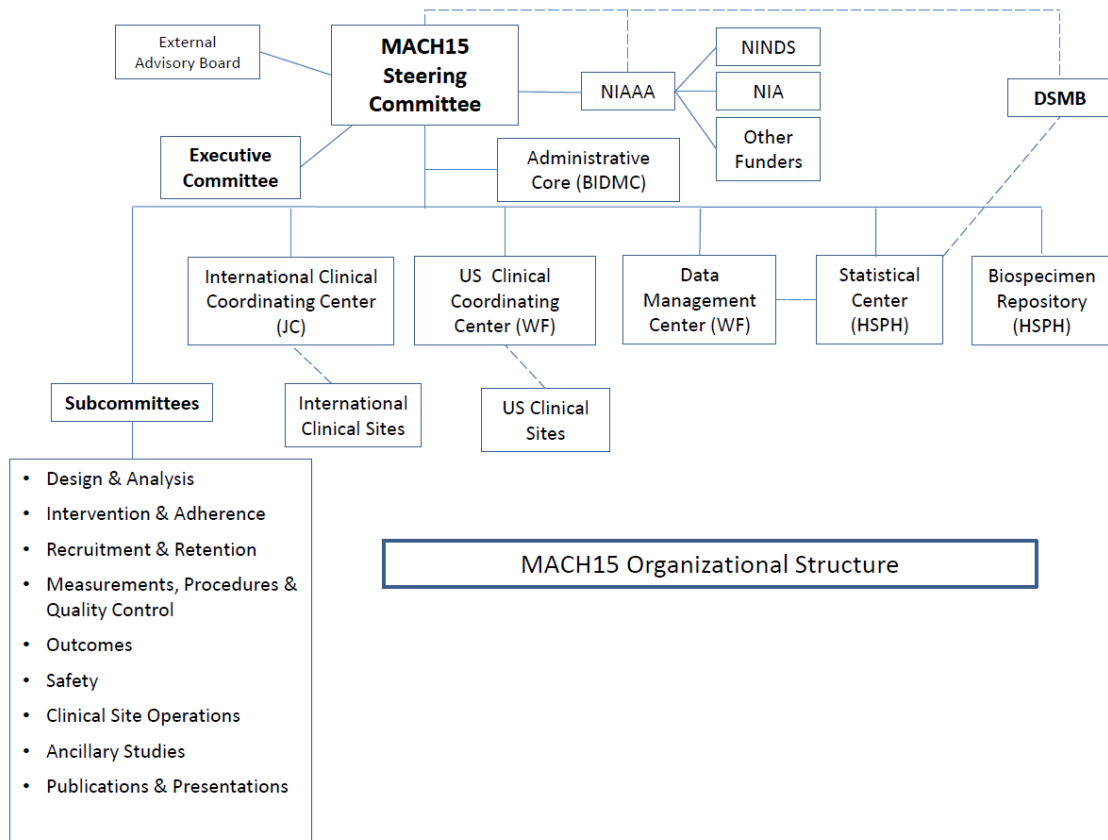 External
Advisory Board
MACH15
Steering
Committee
NIAAA
NINDS
NIA
Other
Funders
DSMB
Executive
Committee
Administrative
Core (BIDMC)
International Clinical
Coordinating Center
(JC)
US Clinical
Coordinating
Center (WF)
Data
Management
Center (WF)
Statistical
Center
(HSPH)
Biospecimen
Repository
(HSPH)
Subcommittees
International
Clinical Sites
US Clinical
Sites
• Design & Analysis
• Intervention & Adherence
• Recruitment & Retention
• Measurements, Procedures &
Quality Control
• Outcomes
• Safety
• Clinical Site Operations
• Ancillary Studies
• Publications & Presentations
MACH15 Organizational Structure